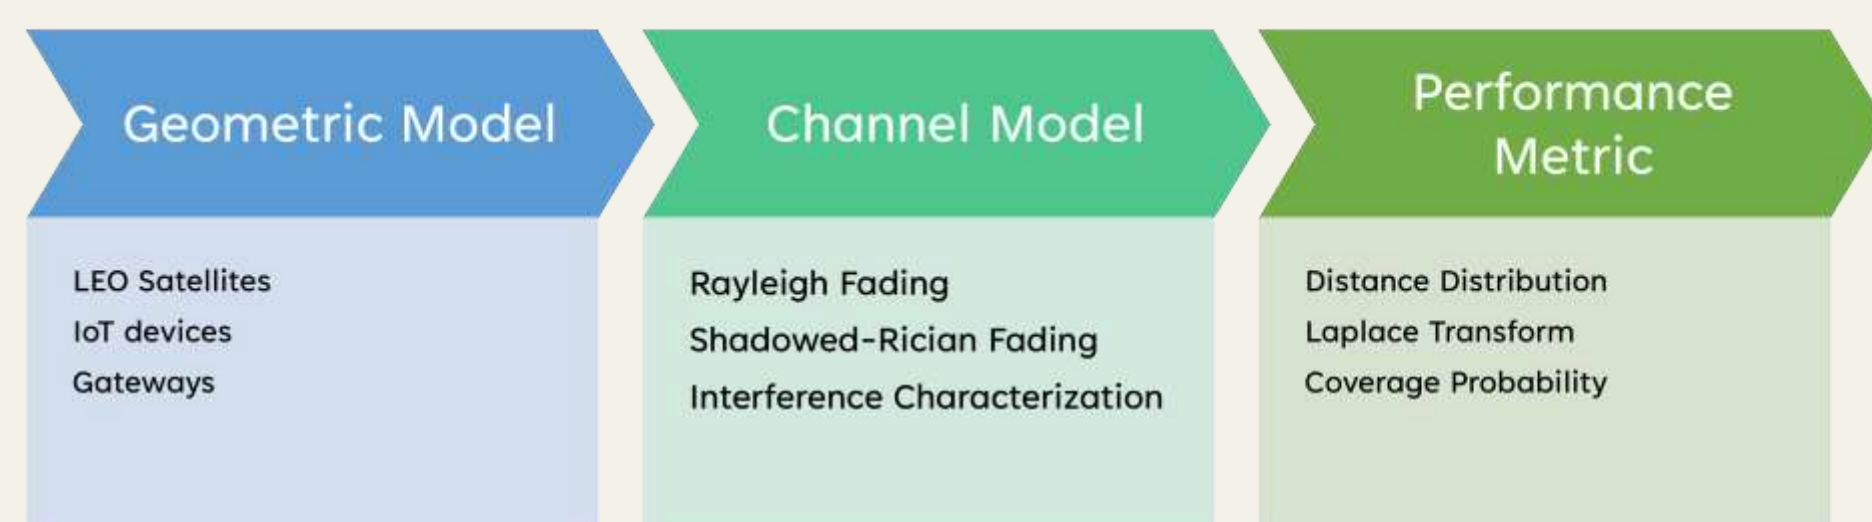 Geometric Model
LEO Satellites
IoT devices
Gateways
Channel Model
Rayleigh Fading
Shadowed-Rician Fading
Interference Characterization
Performance
Metric
Distance Distribution
Laplace Transform
Coverage Probability